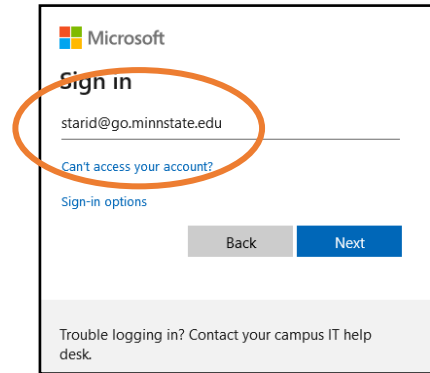 Microsoft
Sign in
starid@go.minnstate.edu
Can't access your account?
Sign-in options
Back Next
Trouble logging in? Contact your campus IT help
desk.